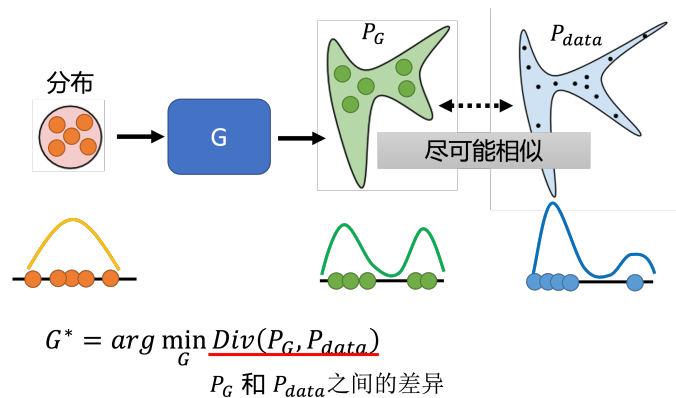 P_G
P_data
分布
G
尽可能相似
G* = arg min_G Div(P_G, P_data)
P_G 和 P_data之间的差异